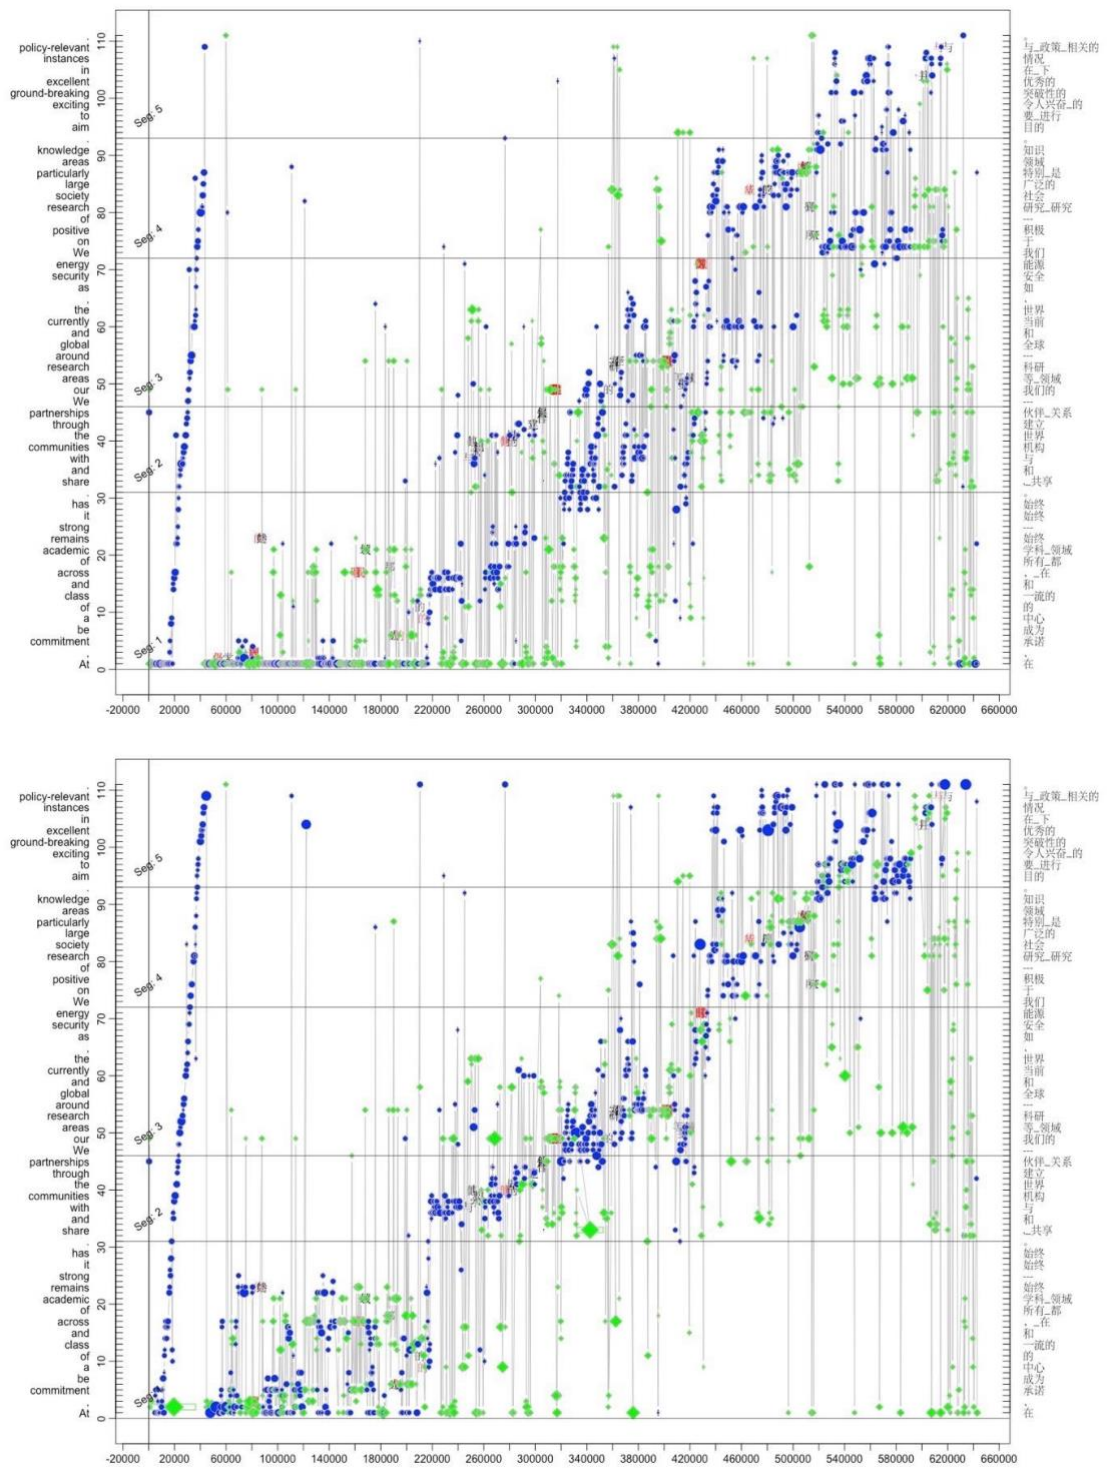 .
policy-relevant
instances
in
excellent
ground-breaking
exciting
to
aim
.
knowledge
areas
particularly
large
society
research
of
positive
on
We
energy
security
as
,
the
currently
and
global
around
research
areas
our
We
partnerships
through
the
communities
with
and
share
.
has
it
strong
remains
academic
of
across
and
class
of
a
be
commitment
,
At
110
100
90
80
70
60
50
40
30
20
10
0
Seg. 5
Seg. 4
Seg. 3
Seg. 2
Seg. 1
。
与_政策_相关的
情况
在_下
优秀的
突破性的
令人兴奋_的
要_进行
目的
。
知识
领域
特别_是
广泛的
社会
研究_研究
---
积极
于
我们
能源
安全
如
、
世界
当前
和
全球
---
科研
等_领域
我们的
---
伙伴_关系
建立
世界
机构
与
和
._共享
。
始终
始终
---
始终
学科_领域
所有_都
，_在
和
一流的
的
中心
成为
承诺
，
在
-20000 20000 60000 100000 140000 180000 220000 260000 300000 340000 380000 420000 460000 500000 540000 580000 620000 660000
.
policy-relevant
instances
in
excellent
ground-breaking
exciting
to
aim
.
knowledge
areas
particularly
large
society
research
of
positive
on
We
energy
security
as
,
the
currently
and
global
around
research
areas
our
We
partnerships
through
the
communities
with
and
share
.
has
it
strong
remains
academic
of
across
and
class
of
a
be
commitment
,
At
110
100
90
80
70
60
50
40
30
20
10
0
Seg. 5
Seg. 4
Seg. 3
Seg. 2
Seg.
。
与_政策_相关的
情况
在_下
优秀的
突破性的
令人兴奋_的
要_进行
目的
。
知识
领域
特别_是
广泛的
社会
研究_研究
---
积极
于
我们
能源
安全
如
、
世界
当前
和
全球
---
科研
等_领域
我们的
---
伙伴_关系
建立
世界
机构
与
和
._共享
。
始终
始终
---
始终
学科_领域
所有_都
，_在
和
一流的
的
中心
成为
承诺
，
在
-20000 20000 60000 100000 140000 180000 220000 260000 300000 340000 380000 420000 460000 500000 540000 580000 620000 660000